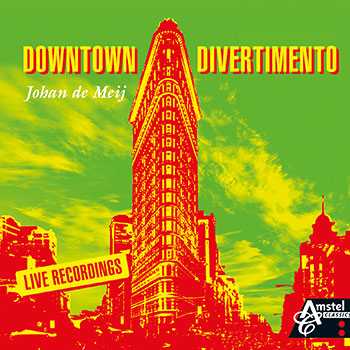 DOWNTOWN DIVERTIMENTO
Johan de Meij
LIVE RECORDINGS
Amstel
CLASSICS